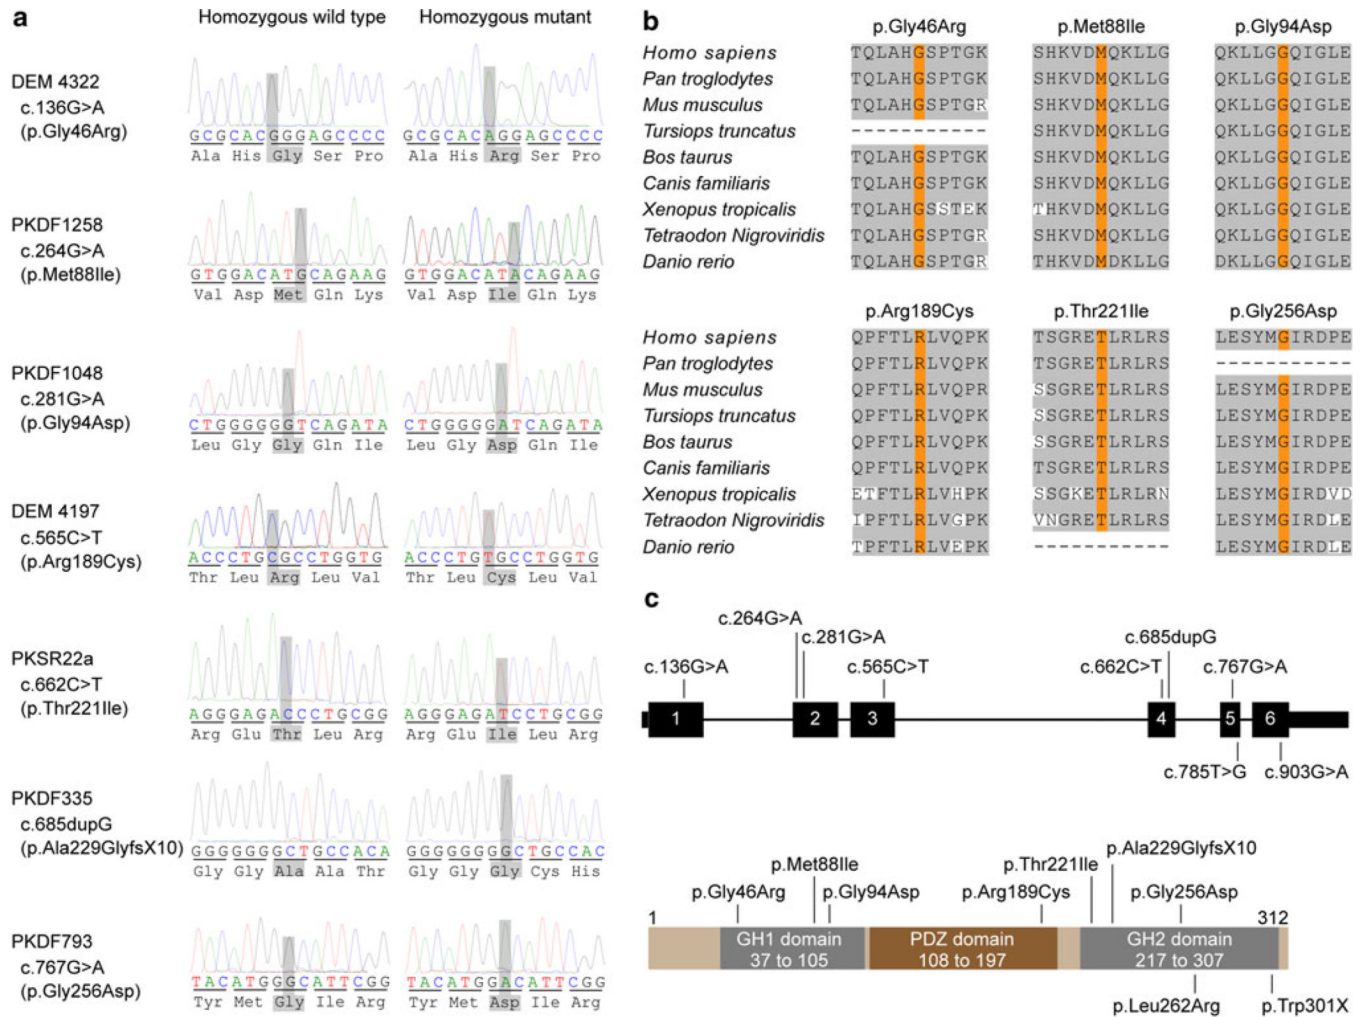 a
Homozygous wild type Homozygous mutant
DEM 4322
c.136G>A
(p.Gly46Arg)
GCGCACGGGAGCCCC GCGCACAGGAGCCCC
Ala His Gly Ser Pro Ala His Arg Ser Pro
PKDF1258
c.264G>A
(p.Met88Ile)
GTGGACATGCAGAAG GTGGACATACAGAAG
Val Asp Met Gln Lys Val Asp Ile Gln Lys
PKDF1048
c.281G>A
(p.Gly94Asp)
CTGGGGGGTCAGATA CTGGGGGATCAGATA
Leu Gly Gly Gln Ile Leu Gly Asp Gln Ile
DEM 4197
c.565C>T
(p.Arg189Cys)
ACCCTGCGCCTGGTG ACCCTGTGCCTGGTG
Thr Leu Arg Leu Val Thr Leu Cys Leu Val
PKSR22a
c.662C>T
(p.Thr221Ile)
AGGGAGACCCTGCGG AGGGAGATCCTGCGG
Arg Glu Thr Leu Arg Arg Glu Ile Leu Arg
PKDF335
c.685dupG
(p.Ala229GlyfsX10)
GGGGGGGCTGCCACA GGGGGGGGCTGCCAC
Gly Gly Ala Ala Thr Gly Gly Gly Cys His
PKDF793
c.767G>A
(p.Gly256Asp)
TACATGGGCATTCGG TACATGGACATTCGG
Tyr Met Gly Ile Arg Tyr Met Asp Ile Arg
b
p.Gly46Arg p.Met88Ile p.Gly94Asp
Homo sapiens TQLAHGSPTGK SHKVDMQKLLG QKLLGGQIGLE
Pan troglodytes TQLAHGSPTGK SHKVDMQKLLG QKLLGGQIGLE
Mus musculus TQLAHGSPTGR SHKVDMQKLLG QKLLGGQIGLE
Tursiops truncatus ----------- SHKVDMQKLLG QKLLGGQIGLE
Bos taurus TQLAHGSPTGK SHKVDMQKLLG QKLLGGQIGLE
Canis familiaris TQLAHGSPTGK SHKVDMQKLLG QKLLGGQIGLE
Xenopus tropicalis TQLAHGSSTEK THKVDMQKLLG QKLLGGQIGLE
Tetraodon Nigroviridis TQLAHGSPTGR SHKVDMQKLLG QKLLGGQIGLE
Danio rerio TQLAHGSPTGR THKVDMDKLLG DKLLGGQIGLE
p.Arg189Cys p.Thr221Ile p.Gly256Asp
Homo sapiens QPFTLRLVQPK TSGRETLRLRS LESYMGIRDPE
Pan troglodytes QPFTLRLVQPK TSGRETLRLRS -----------
Mus musculus QPFTLRLVQPK SSGRETLRLRS LESYMGIRDPE
Tursiops truncatus QPFTLRLVQPK SSGRETLRLRS LESYMGIRDPE
Bos taurus QPFTLRLVQPK SSGRETLRLRS LESYMGIRDPE
Canis familiaris QPFTLRLVQPK TSGRETLRLRS LESYMGIRDPE
Xenopus tropicalis ETFTLRLVHPK SSGKETLRLRN LESYMGIRDVD
Tetraodon Nigroviridis IPFTLRLVGPK VNGRETLRLRS LESYMGIRDLE
Danio rerio TPFTLRLVEPK ----------- LESYMGIRDLE
c
c.264G>A
c.281G>A c.685dupG
c.136G>A c.565C>T c.662C>T c.767G>A
1 2 3 4 5 6
c.785T>G c.903G>A
p.Ala229GlyfsX10
p.Met88Ile p.Thr221Ile
p.Gly46Arg p.Gly94Asp p.Arg189Cys p.Gly256Asp
1 312
GH1 domain PDZ domain GH2 domain
37 to 105 108 to 197 217 to 307
p.Leu262Arg p.Trp301X